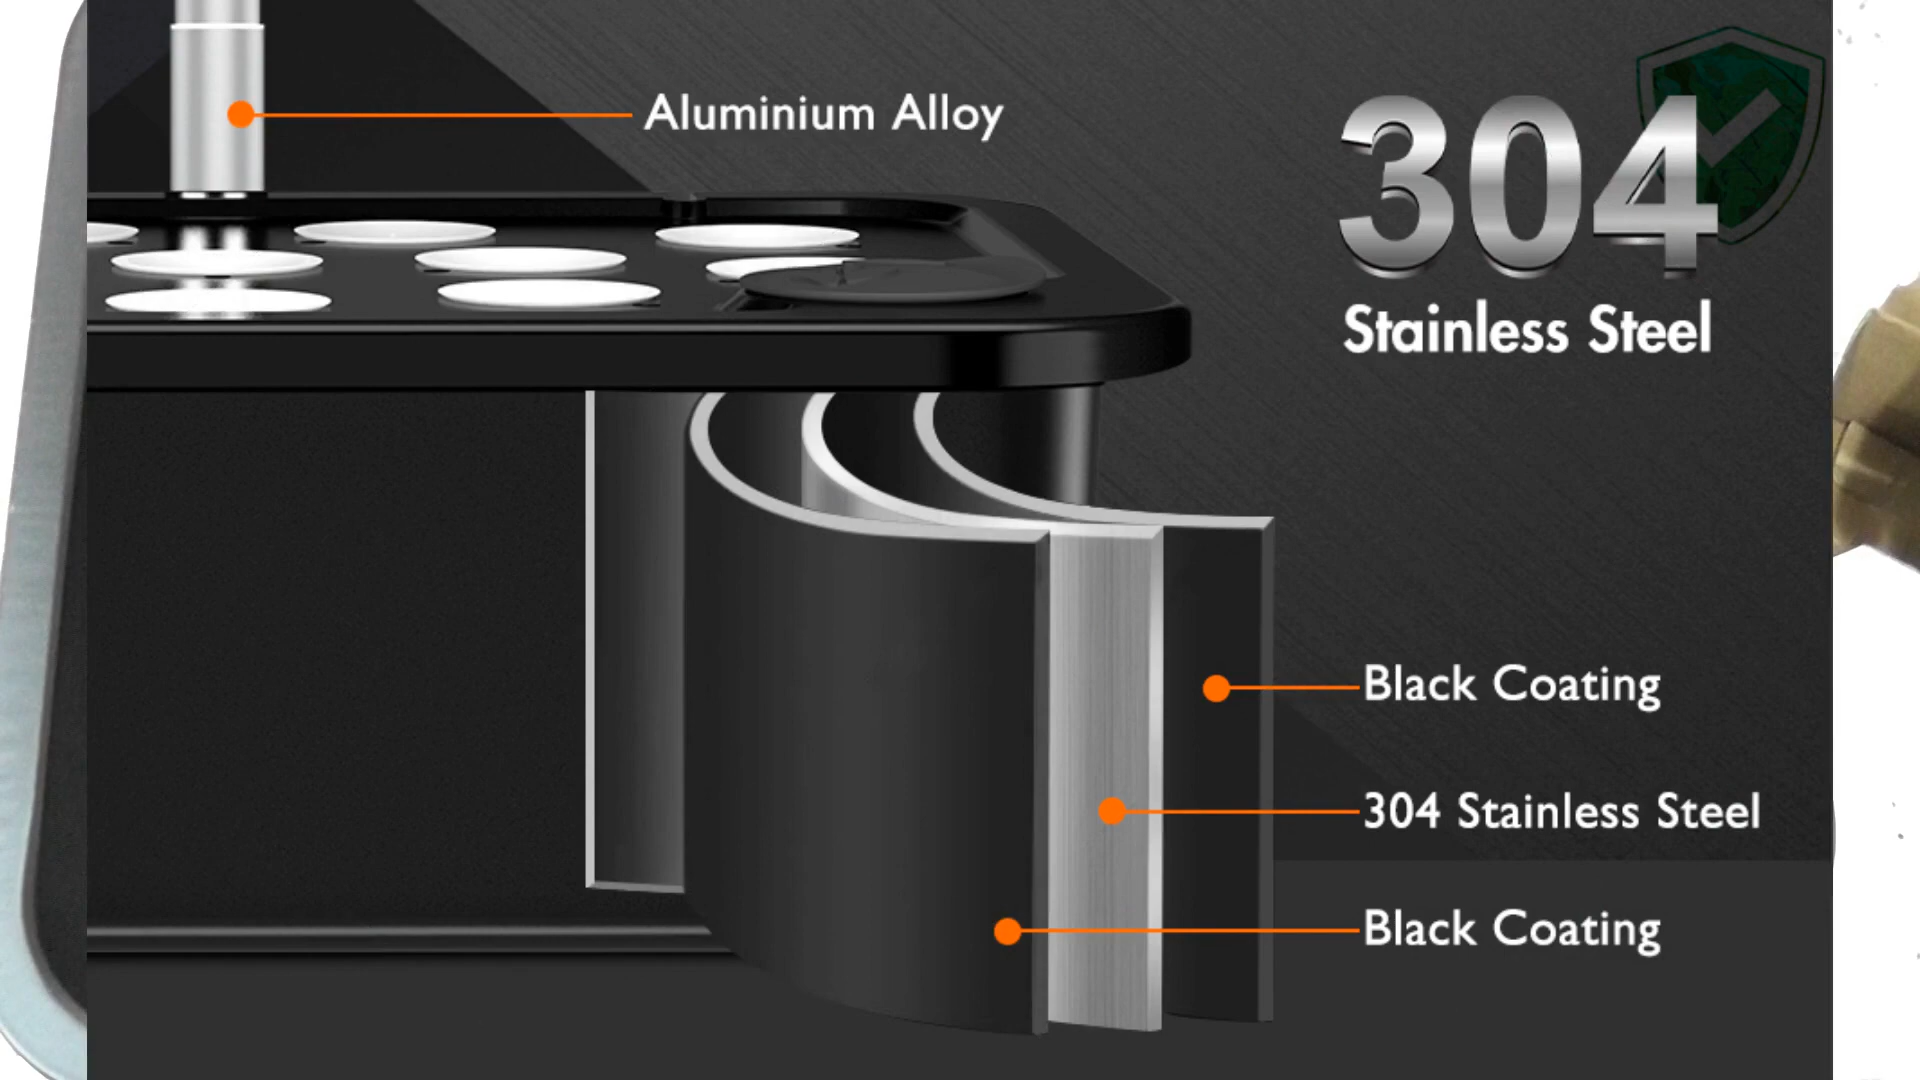 Aluminium Alloy
304
Stainless Steel
Black Coating
304 Stainless Steel
Black Coating